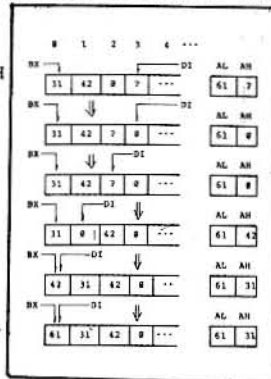 0 1 2 3 4 ...
BX DI AL AH
31 42 0 ? --- 61 ?
BX DI AL AH
31 42 ? 0 --- 61 0
BX DI AL AH
31 42 ? 0 --- 61 0
BX DI AL AH
31 0 42 0 --- 61 42
BX DI AL AH
42 31 42 0 -- 61 31
BX DI AL AH
61 31 42 0 --- 61 31